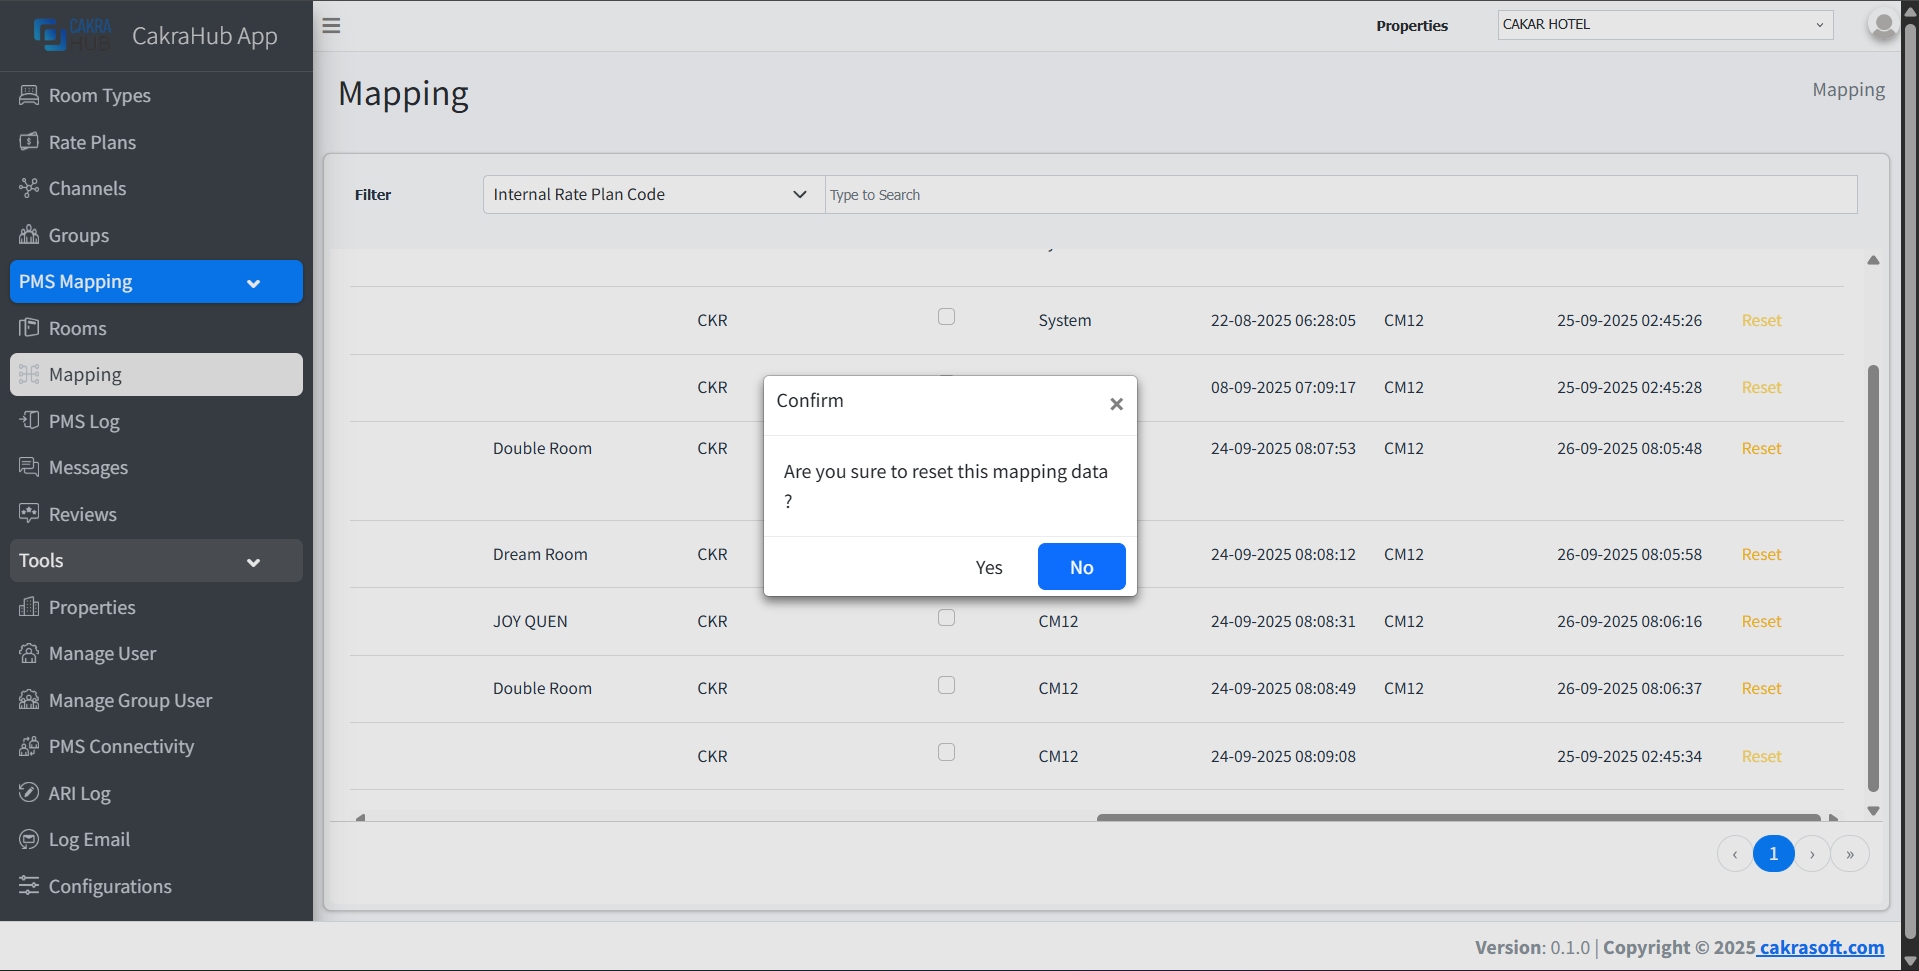 CAKRA
HUB
CakraHub App
Properties
CAKAR HOTEL
Room Types
Rate Plans
Channels
Groups
PMS Mapping
Rooms
Mapping
PMS Log
Messages
Reviews
Tools
Properties
Manage User
Manage Group User
PMS Connectivity
ARI Log
Log Email
Configurations
Mapping
Mapping
Filter
Internal Rate Plan Code
Type to Search
CKR System 22-08-2025 06:28:05 CM12 25-09-2025 02:45:26 Reset
CKR 08-09-2025 07:09:17 CM12 25-09-2025 02:45:28 Reset
Double Room CKR 24-09-2025 08:07:53 CM12 26-09-2025 08:05:48 Reset
Dream Room CKR 24-09-2025 08:08:12 CM12 26-09-2025 08:05:58 Reset
JOY QUEN CKR CM12 24-09-2025 08:08:31 CM12 26-09-2025 08:06:16 Reset
Double Room CKR CM12 24-09-2025 08:08:49 CM12 26-09-2025 08:06:37 Reset
CKR CM12 24-09-2025 08:09:08 25-09-2025 02:45:34 Reset
Confirm
×
Are you sure to reset this mapping data
?
Yes
No
‹ 1 › »
Version: 0.1.0 | Copyright © 2025 cakrasoft.com